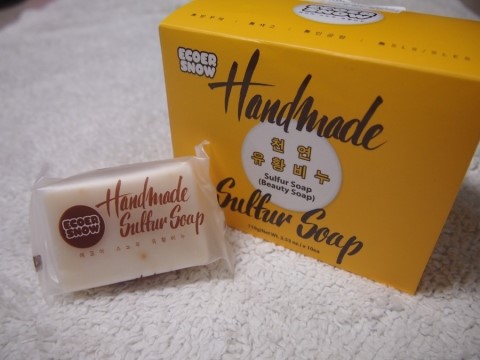 ECOER
SNOW
Handmade
천연
유황비누
Sulfur Soap
(Beauty Soap)
Sulfur Soap
ECOER
SNOW
Handmade
Sulfur Soap